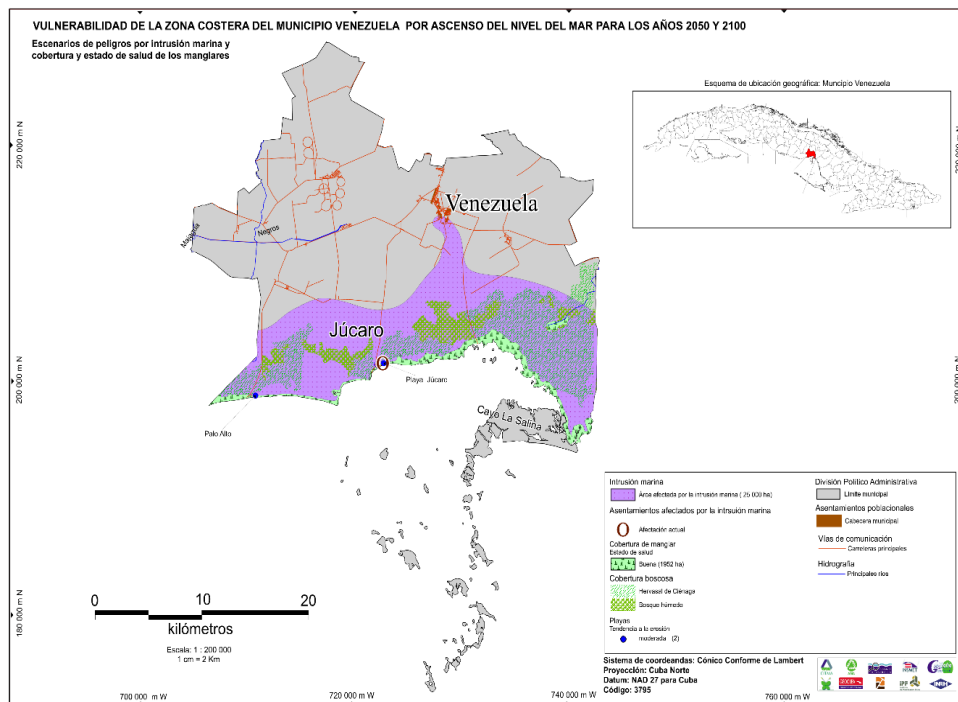 VULNERABILIDAD DE LA ZONA COSTERA DEL MUNICIPIO VENEZUELA POR ASCENSO DEL NIVEL DEL MAR PARA LOS AÑOS 2050 Y 2100
Escenarios de peligros por intrusión marina y
cobertura y estado de salud de los manglares
Esquema de ubicación geográfica: Muncipio Venezuela
220 000 m N
Venezuela
Negros
Júcaro
200 000 m N
Playa Júcaro
Palo Alto
Cayo La Salina
180 000 m N
0 10 20
kilómetros
Escala: 1 : 200 000
1 cm = 2 Km
700 000 m W
720 000 m W
740 000 m W
760 000 m W
Intrusión marina
Área afectada por la intrusión marina ( 25 000 ha)
Asentamientos afectados por la intrusión marina
Afectación actual
Cobertura de manglar
Estado de salud
Buena (1952 ha)
Cobertura boscosa
Hervasal de Ciénaga
Bosque húmedo
Playas
Tendencia a la erosión
moderada (2)
División Político Administrativa
Límite municipal
Asentamientos poblacionales
Cabecera municipal
Vías de comunicación
Carreteras principales
Hidrografía
Principales ríos
Sistema de coordeandas: Cónico Conforme de Lambert
Proyección: Cuba Norte
Datum: NAD 27 para Cuba
Código: 3795